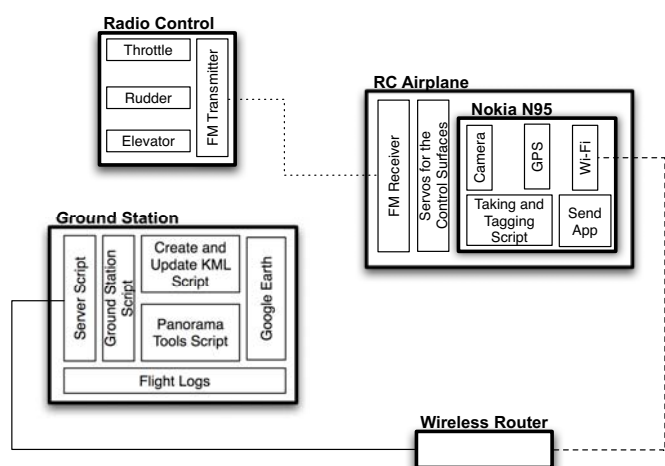 Radio Control
Throttle
Rudder
Elevator
FM Transmitter
RC Airplane
FM Receiver
Servos for the
Control Surfaces
Nokia N95
Camera
GPS
Wi-Fi
Taking and
Tagging
Script
Send
App
Ground Station
Server Script
Ground Station
Script
Create and
Update KML
Script
Panorama
Tools Script
Google Earth
Flight Logs
Wireless Router